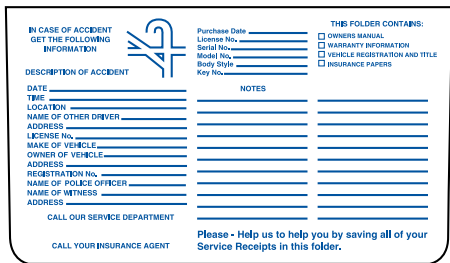 IN CASE OF ACCIDENT
GET THE FOLLOWING
INFORMATION
DESCRIPTION OF ACCIDENT
DATE
TIME
LOCATION
NAME OF OTHER DRIVER
ADDRESS
LICENSE No.
MAKE OF VEHICLE
OWNER OF VEHICLE
ADDRESS
REGISTRATION No.
NAME OF POLICE OFFICER
NAME OF WITNESS
ADDRESS
CALL OUR SERVICE DEPARTMENT
CALL YOUR INSURANCE AGENT
Purchase Date
License No.
Serial No.
Model No.
Body Style
Key No.
THIS FOLDER CONTAINS:
OWNERS MANUAL
WARRANTY INFORMATION
VEHICLE REGISTRATION AND TITLE
INSURANCE PAPERS
NOTES
Please - Help us to help you by saving all of your
Service Receipts in this folder.